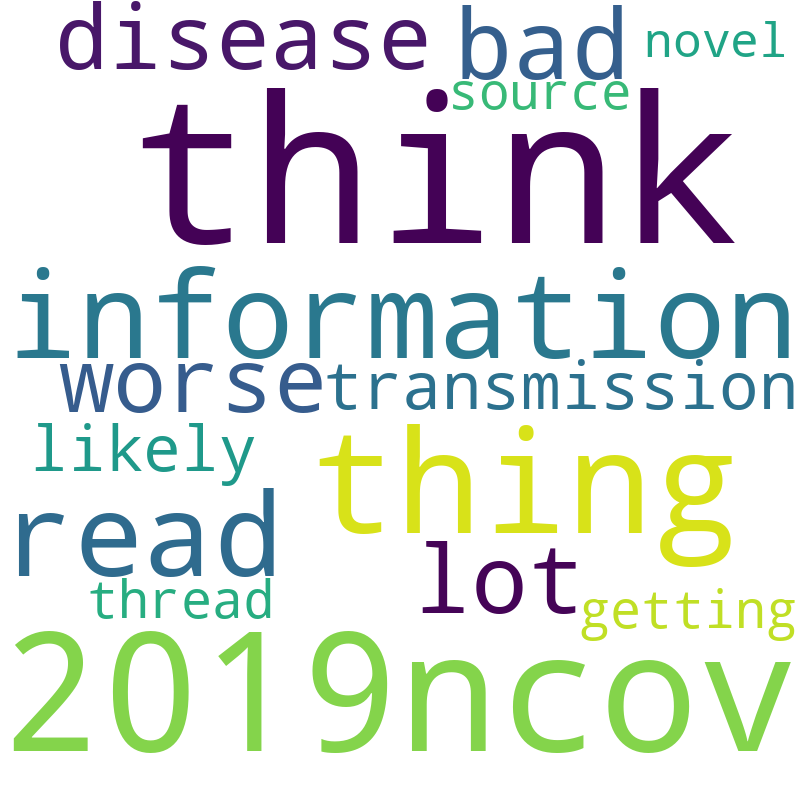 disease bad novel
source
think
information
worse transmission
likely thing
read
lot
thread getting
2019ncov